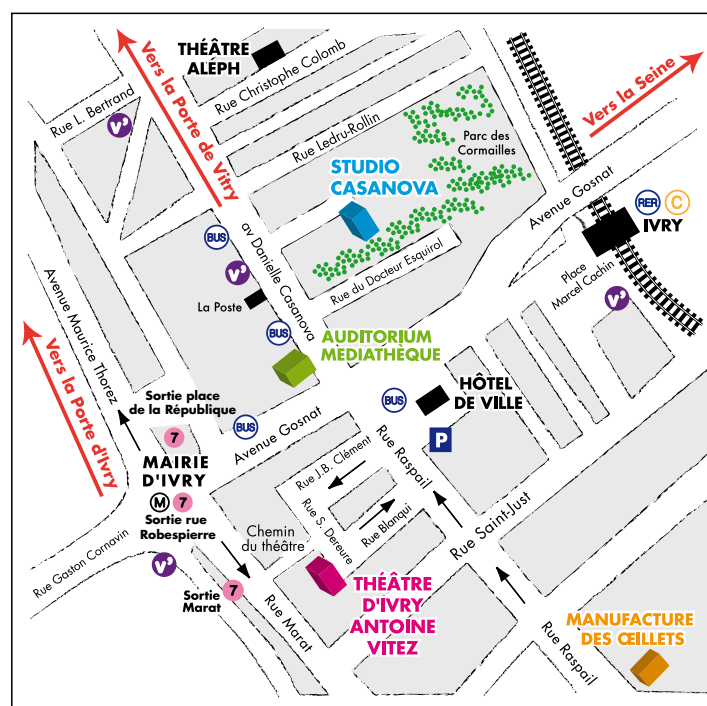 THÉÂTRE
ALÉPH
Rue Christophe Colomb
Vers la Porte de Vitry
Rue L. Bertrand
v'
Rue Ledru-Rollin
Parc des
Cormailles
Vers la Seine
STUDIO
CASANOVA
Avenue Gosnat
RER C
IVRY
BUS
av Danielle Casanova
v'
Rue du Docteur Esquirol
Place
Marcel Cachin
v'
La Poste
Avenue Maurice Thorez
BUS
AUDITORIUM
MÉDIATHÈQUE
Vers la Porte d'Ivry
Sortie place
de la République
7
BUS
Avenue Gosnat
BUS
HÔTEL
DE VILLE
P
MAIRIE
D'IVRY
M 7
Sortie rue
Robespierre
Rue J.B. Clément
Rue Raspail
Rue S. Dereure
Rue Blanqui
Rue Saint-Just
Chemin
du théâtre
Rue Gaston Cornavin
v'
Sortie
Marat
7
Rue Marat
THÉÂTRE
D'IVRY
ANTOINE
VITEZ
Rue Raspail
MANUFACTURE
DES ŒILLETS